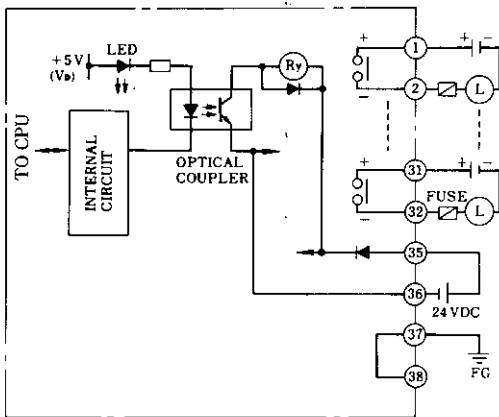 LED
+5V
(VD)
TO CPU
INTERNAL
CIRCUIT
OPTICAL
COUPLER
Ry
+
−
1
+ −
2
L
−
+
31
+ −
32
FUSE
L
−
35
36
24 VDC
37
FG
38